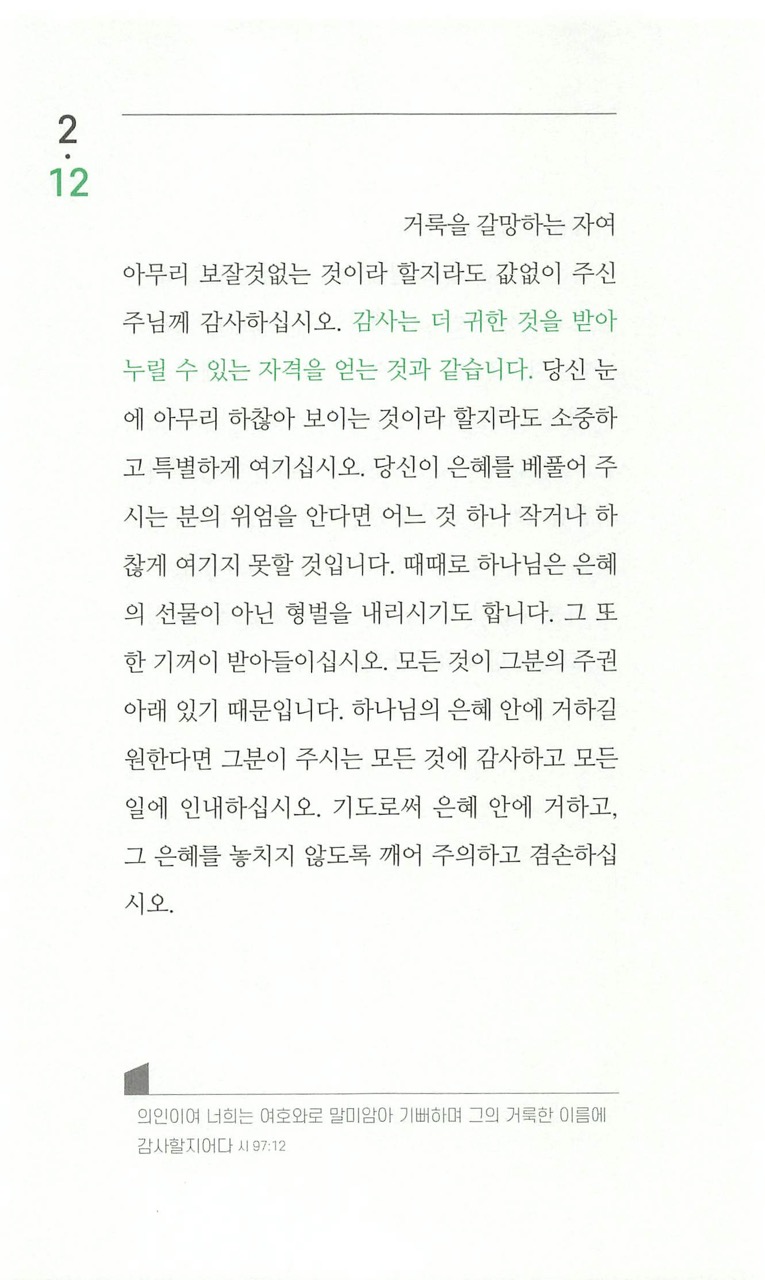 2
·
12
거룩을 갈망하는 자여
아무리 보잘것없는 것이라 할지라도 값없이 주신
주님께 감사하십시오. 감사는 더 귀한 것을 받아
누릴 수 있는 자격을 얻는 것과 같습니다. 당신 눈
에 아무리 하찮아 보이는 것이라 할지라도 소중하
고 특별하게 여기십시오. 당신이 은혜를 베풀어 주
시는 분의 위엄을 안다면 어느 것 하나 작거나 하
찮게 여기지 못할 것입니다. 때때로 하나님은 은혜
의 선물이 아닌 형벌을 내리시기도 합니다. 그 또
한 기꺼이 받아들이십시오. 모든 것이 그분의 주권
아래 있기 때문입니다. 하나님의 은혜 안에 거하길
원한다면 그분이 주시는 모든 것에 감사하고 모든
일에 인내하십시오. 기도로써 은혜 안에 거하고,
그 은혜를 놓치지 않도록 깨어 주의하고 겸손하십
시오.
의인이여 너희는 여호와로 말미암아 기뻐하며 그의 거룩한 이름에
감사할지어다 시 97:12